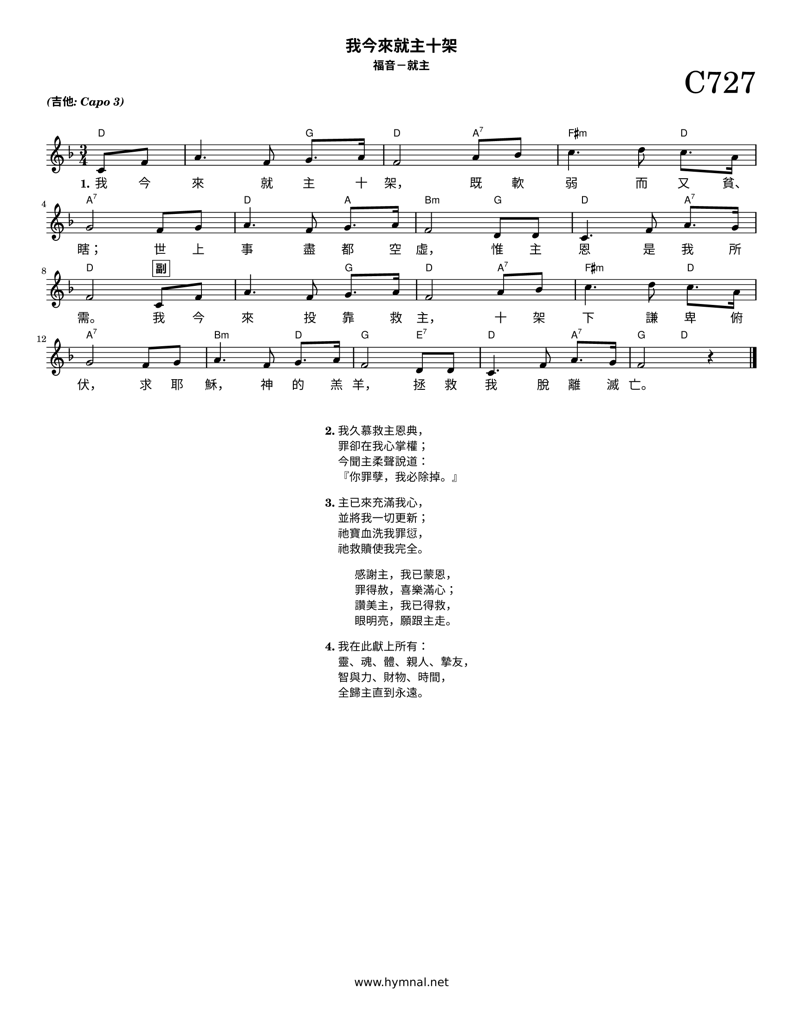 我今來就主十架
福音－就主
C727
(吉他: Capo 3)
D G D A7 F♯m D
3 4
1. 我 今 來 就 主 十 架， 既 軟 弱 而 又 貧、
4 A7 D A Bm G D A7
瞎； 世 上 事 盡 都 空 虛， 惟 主 恩 是 我 所
8 D 副 G D A7 F♯m D
需。 我 今 來 投 靠 救 主， 十 架 下 謙 卑 俯
12 A7 Bm D G E7 D A7 G D
伏， 求 耶 穌， 神 的 羔 羊， 拯 救 我 脫 離 滅 亡。
2. 我久慕救主恩典，
罪卻在我心掌權；
今聞主柔聲說道：
『你罪孽，我必除掉。』
3. 主已來充滿我心，
並將我一切更新；
祂寶血洗我罪愆，
祂救贖使我完全。
感謝主，我已蒙恩，
罪得赦，喜樂滿心；
讚美主，我已得救，
眼明亮，願跟主走。
4. 我在此獻上所有：
靈、魂、體、親人、摯友，
智與力、財物、時間，
全歸主直到永遠。
www.hymnal.net